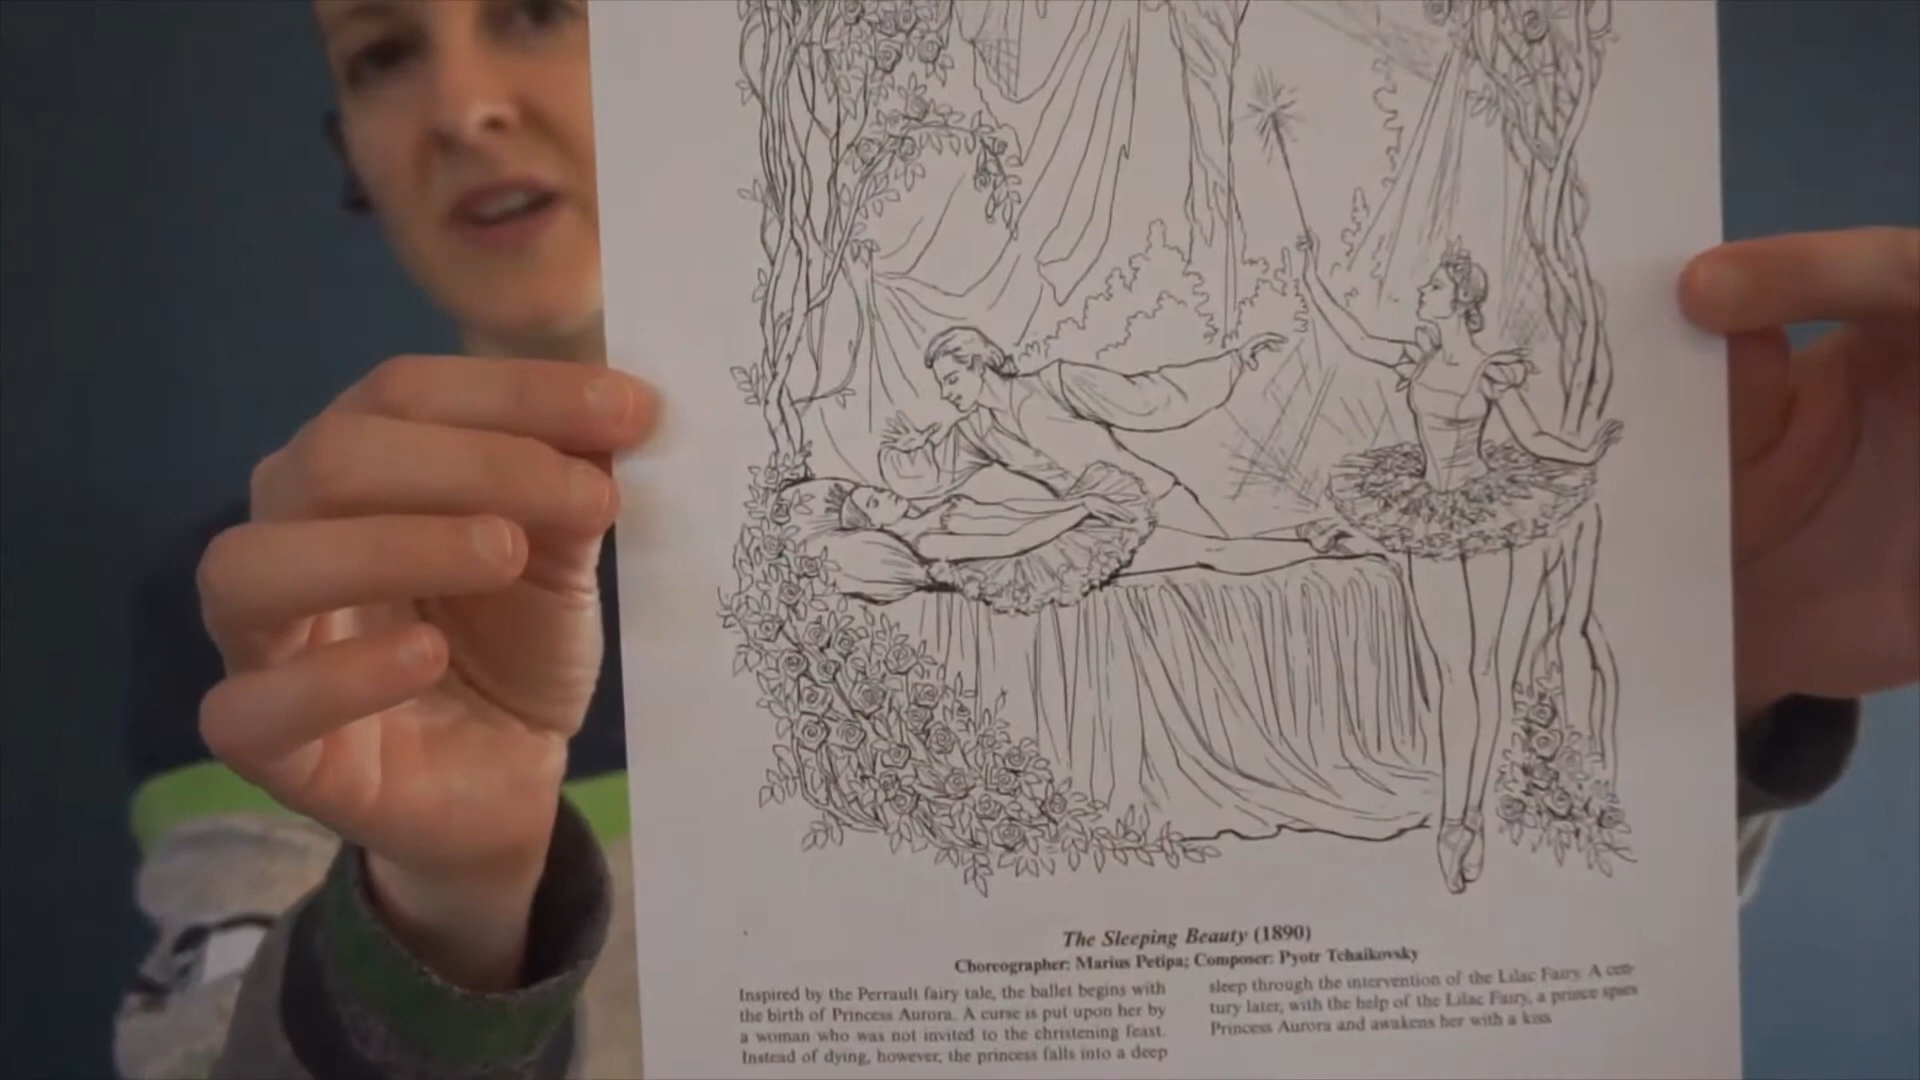 The Sleeping Beauty (1890)
Choreographer: Marius Petipa; Composer: Pyotr Tchaikovsky
Inspired by the Perrault fairy tale, the ballet begins with
the birth of Princess Aurora. A curse is put upon her by
a woman who was not invited to the christening feast.
Instead of dying, however, the princess falls into a deep
sleep through the intervention of the Lilac Fairy. A cen-
tury later, with the help of the Lilac Fairy, a prince spies
Princess Aurora and awakens her with a kiss